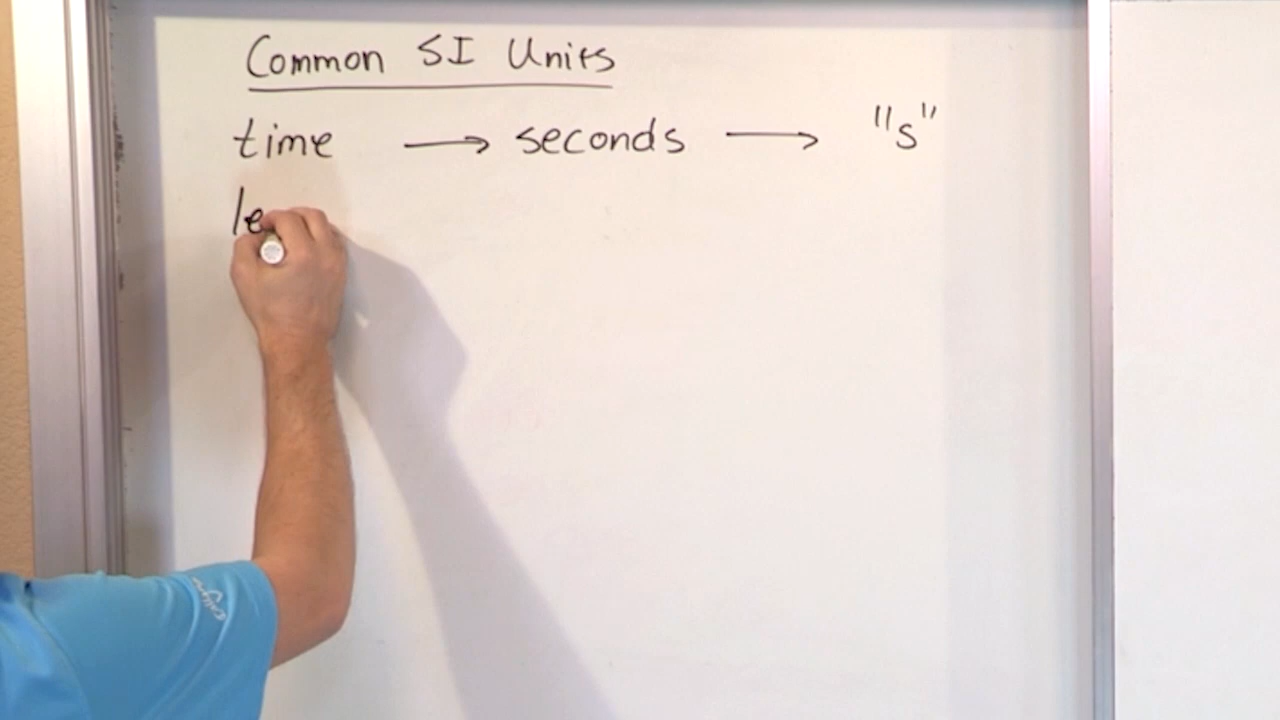 Common SI Units
time → seconds → "s"
le